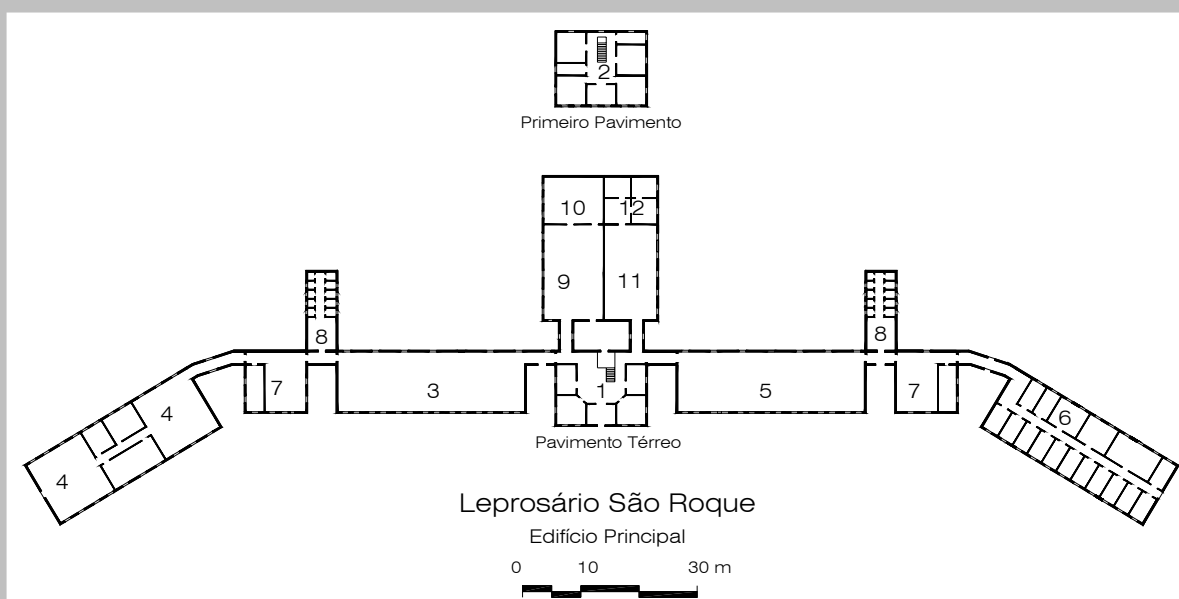 2
Primeiro Pavimento
10 12
9 11
8 8
7 3 1 5 7
4 6
4
Pavimento Térreo
Leprosário São Roque
Edifício Principal
0 10 30 m